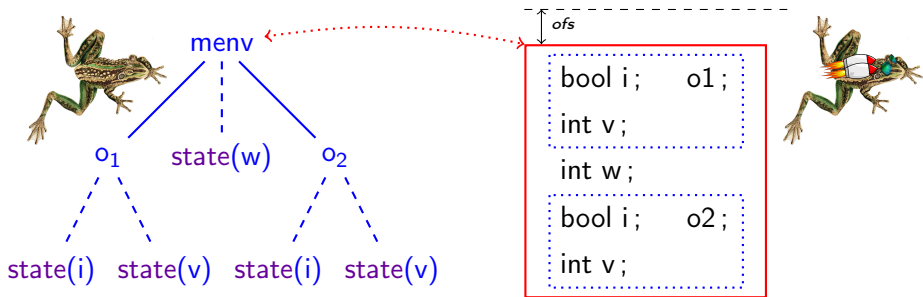 menv
o₁ state(w) o₂
state(i) state(v) state(i) state(v)
ofs
bool i; o1;
int v;
int w;
bool i; o2;
int v;